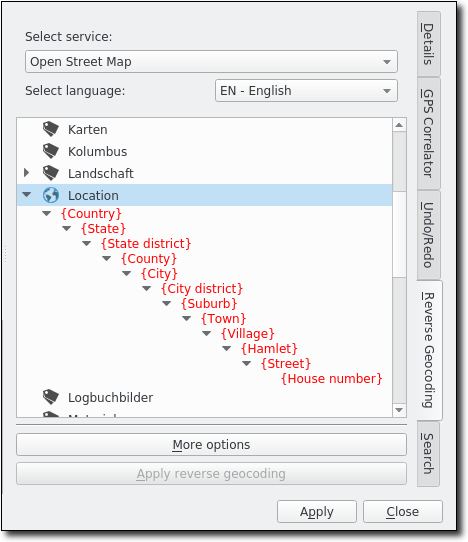 Select service:
Open Street Map
Select language:
EN - English
Karten
Kolumbus
Landschaft
Location
{Country}
{State}
{State district}
{County}
{City}
{City district}
{Suburb}
{Town}
{Village}
{Hamlet}
{Street}
{House number}
Logbuchbilder
More options
Apply reverse geocoding
Apply
Close
Details
GPS Correlator
Undo/Redo
Reverse Geocoding
Search